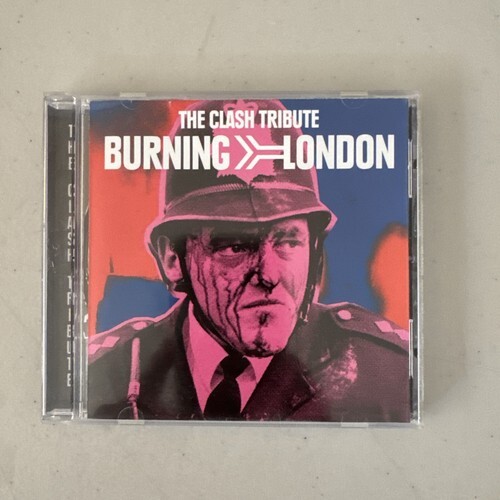 THE CLASH TRIBUTE
BURNING LONDON
THE CLASH TRIBUTE